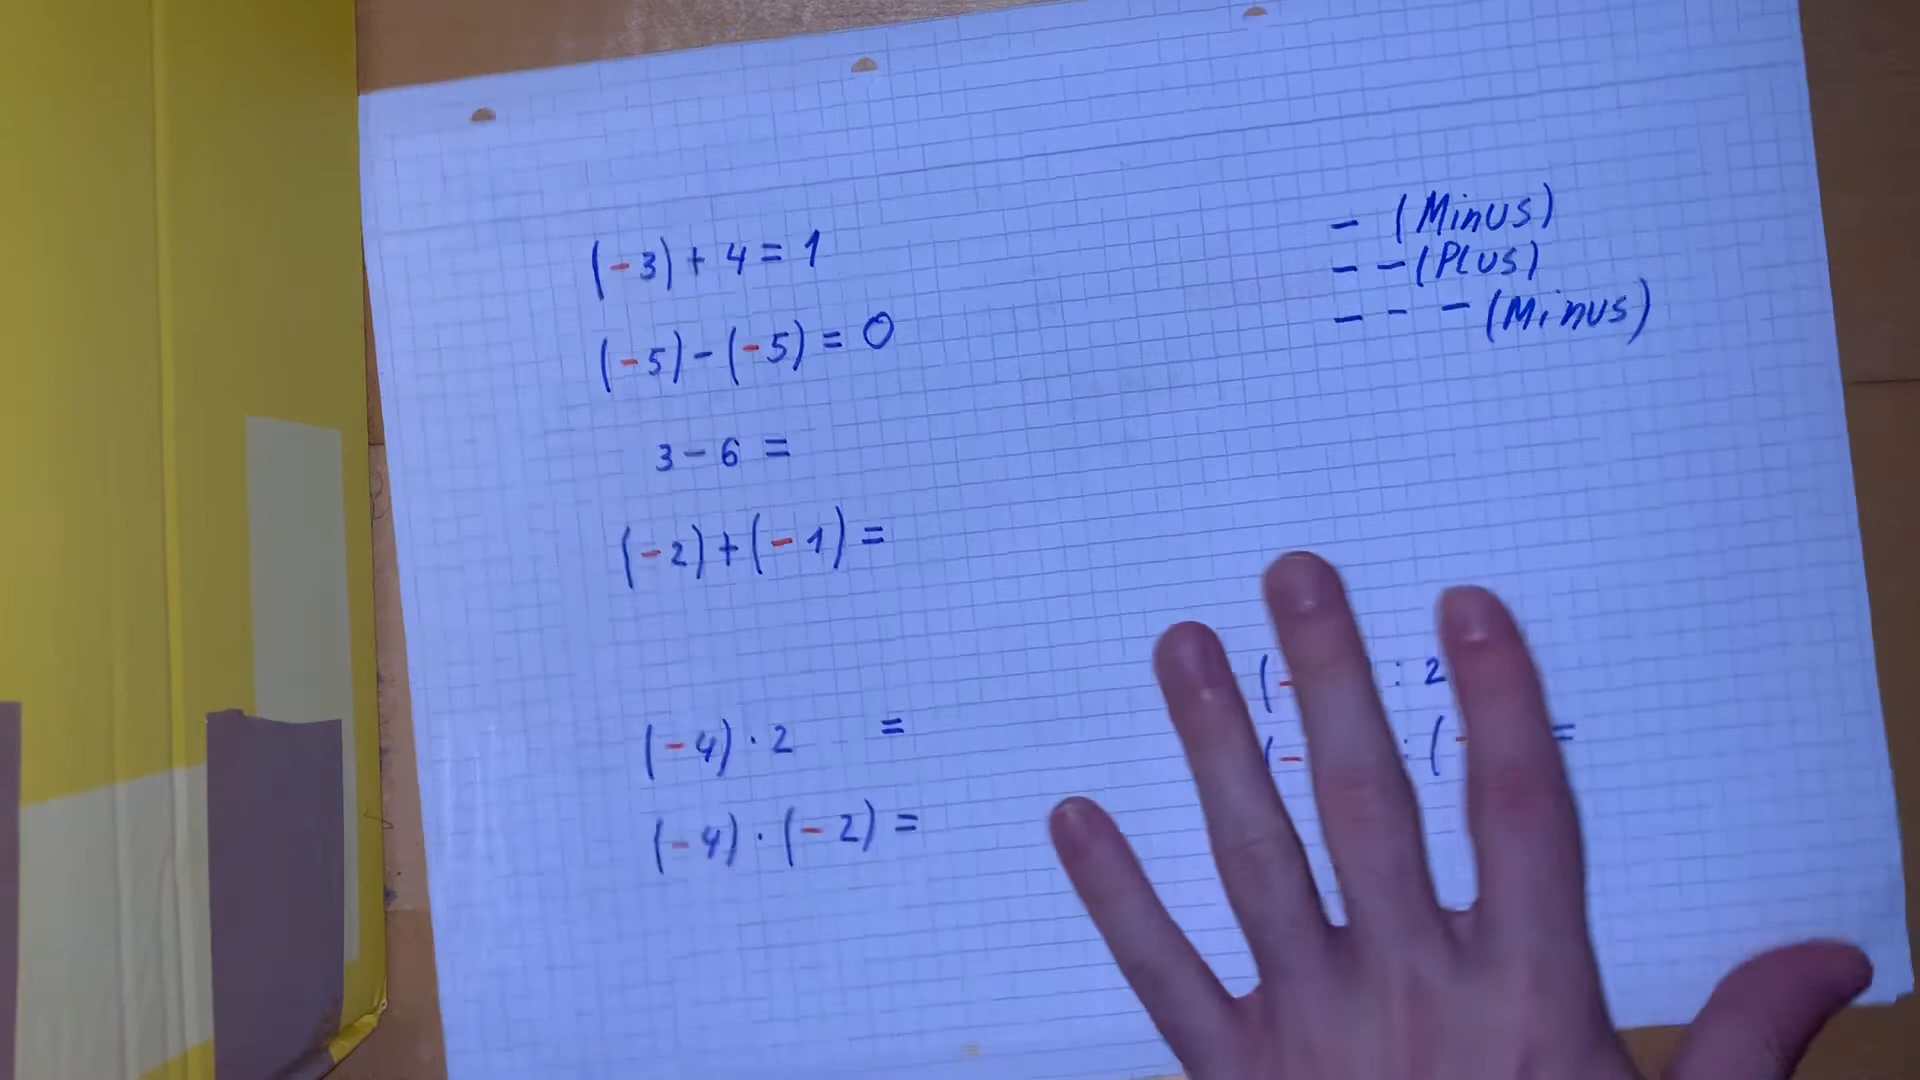 (-3) + 4 = 1
(-5) - (-5) = 0
3 - 6 =
(-2) + (-1) =
(-4) · 2 =
(-4) · (-2) =
- (Minus)
- - (Plus)
- - - (Minus)
(- : 2
(- : (- =